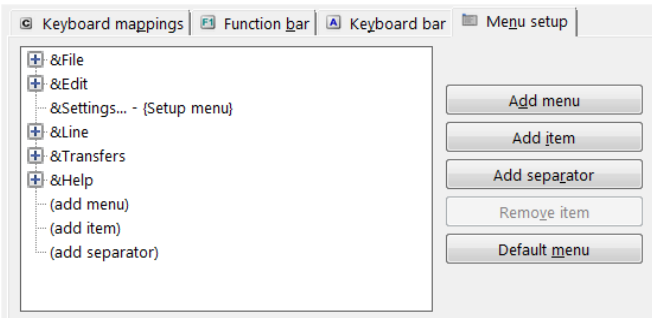 Keyboard mappings F1 Function bar A Keyboard bar Menu setup
&File
&Edit
&Settings... - {Setup menu}
&Line
&Transfers
&Help
(add menu)
(add item)
(add separator)
Add menu
Add item
Add separator
Remove item
Default menu